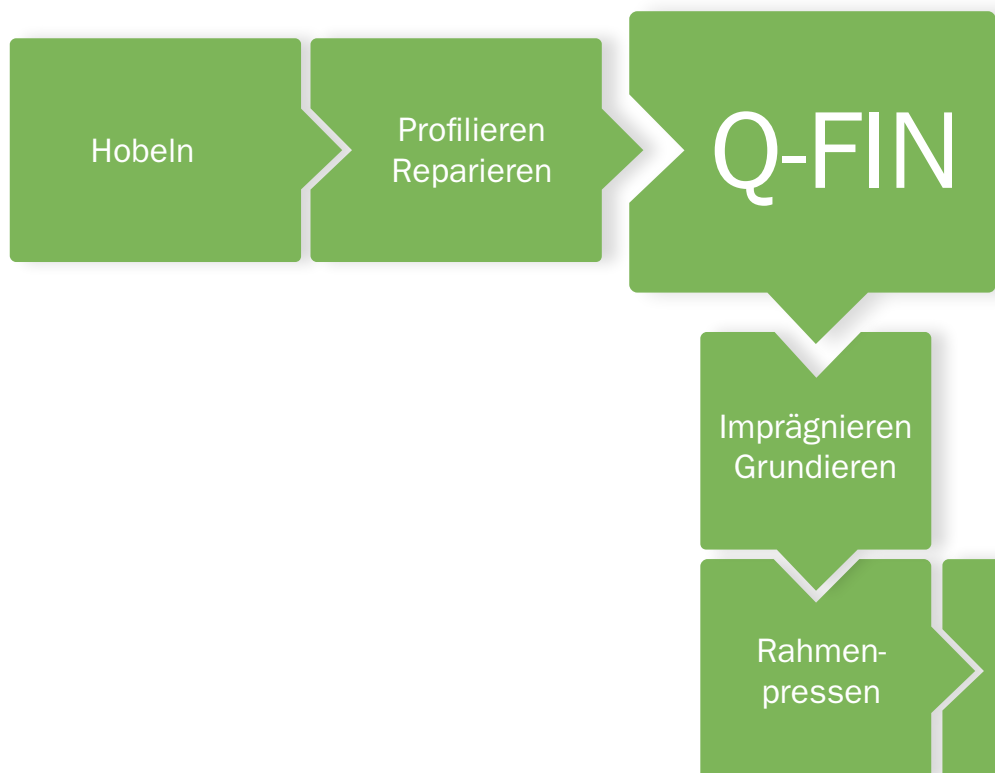 Hobeln
Profilieren
Reparieren
Q-FIN
Imprägnieren
Grundieren
Rahmen-
pressen